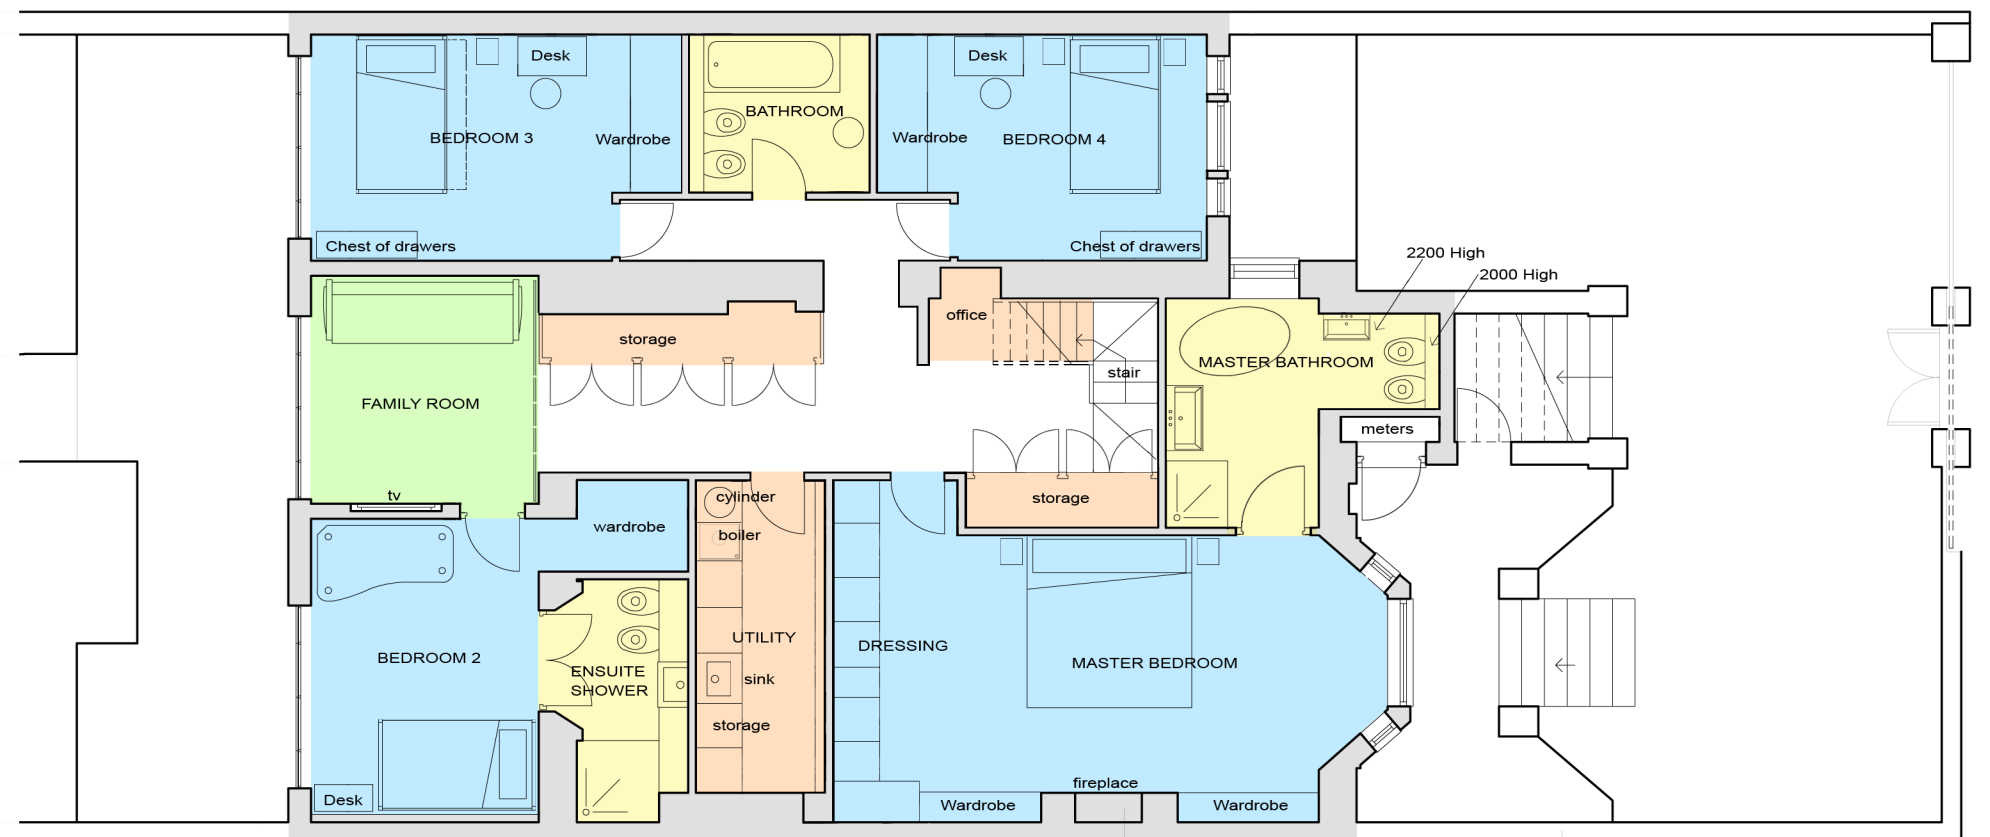 Desk
Desk
BATHROOM
BEDROOM 3
Wardrobe
Wardrobe
BEDROOM 4
Chest of drawers
Chest of drawers
2200 High
2000 High
office
storage
stair
MASTER BATHROOM
FAMILY ROOM
meters
tv
cylinder
storage
wardrobe
boiler
UTILITY
DRESSING
BEDROOM 2
MASTER BEDROOM
ENSUITE
SHOWER
sink
storage
fireplace
Desk
Wardrobe
Wardrobe